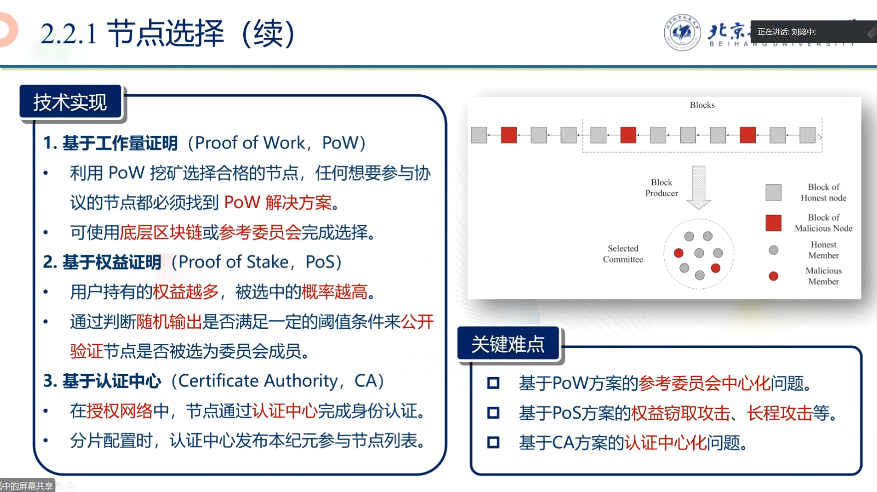 2.2.1 节点选择（续）
北京
BEIHANG UNIVERSITY
正在讲话: 刘懿中;
技术实现
1. 基于工作量证明（Proof of Work，PoW）
• 利用 PoW 挖矿选择合格的节点，任何想要参与协
议的节点都必须找到 PoW 解决方案。
• 可使用底层区块链或参考委员会完成选择。
2. 基于权益证明（Proof of Stake，PoS）
• 用户持有的权益越多，被选中的概率越高。
• 通过判断随机输出是否满足一定的阈值条件来公开
验证节点是否被选为委员会成员。
3. 基于认证中心（Certificate Authority，CA）
• 在授权网络中，节点通过认证中心完成身份认证。
• 分片配置时，认证中心发布本纪元参与节点列表。
Blocks
Block
Producer
Selected
Committee
Block of
Honest node
Block of
Malicious Node
Honest
Member
Malicious
Member
关键难点
基于PoW方案的参考委员会中心化问题。
基于PoS方案的权益窃取攻击、长程攻击等。
基于CA方案的认证中心化问题。
中的屏幕共享